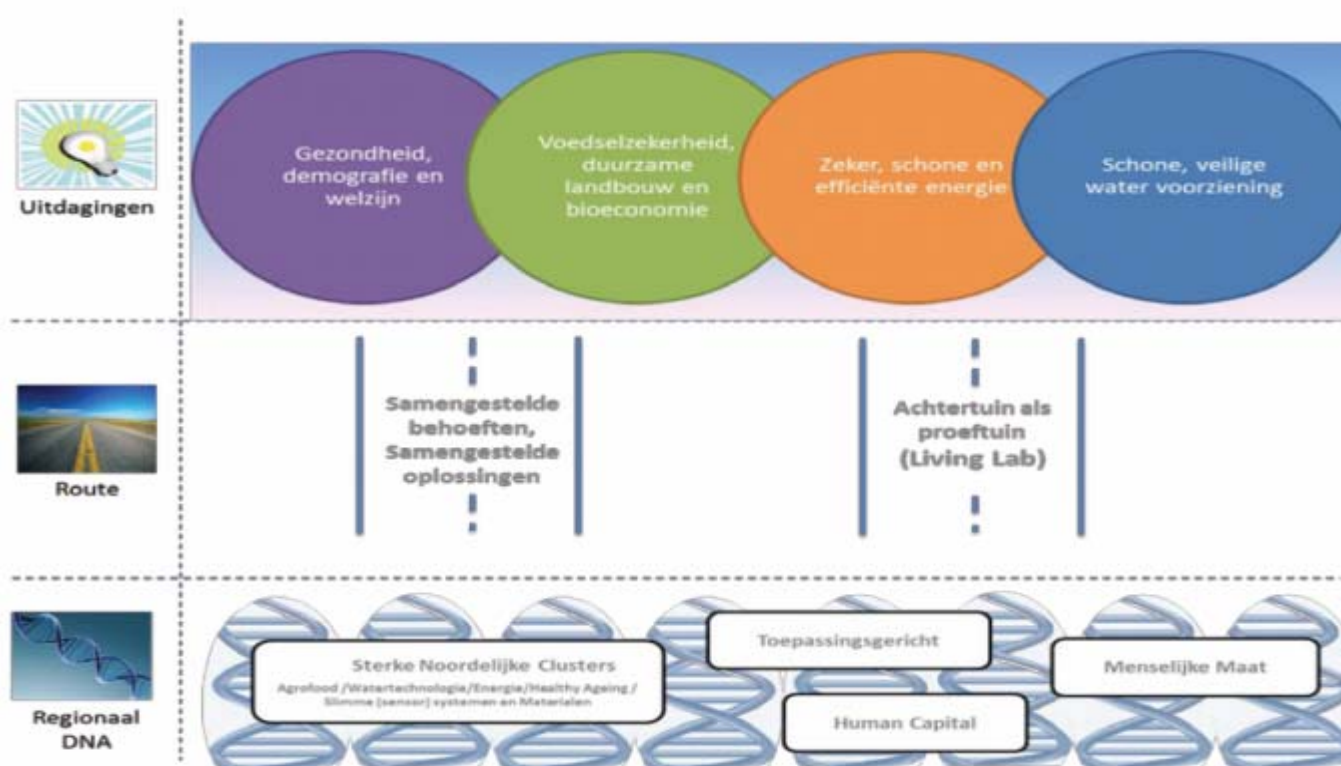 Uitdagingen
Gezondheid,
demografie en
welzijn
Voedselzekerheid,
duurzame
landbouw en
bioeconomie
Zeker, schone en
efficiënte energie
Schone, veilige
water voorziening
Route
Samengestelde
behoeften,
Samengestelde
oplossingen
Achtertuin als
proeftuin
(Living Lab)
Regionaal
DNA
Sterke Noordelijke Clusters
Agrofood /Watertechnologie/Energie/Healthy Ageing /
Slimme [sensor] systemen en Materialen
Toepassingsgericht
Human Capital
Menselijke Maat